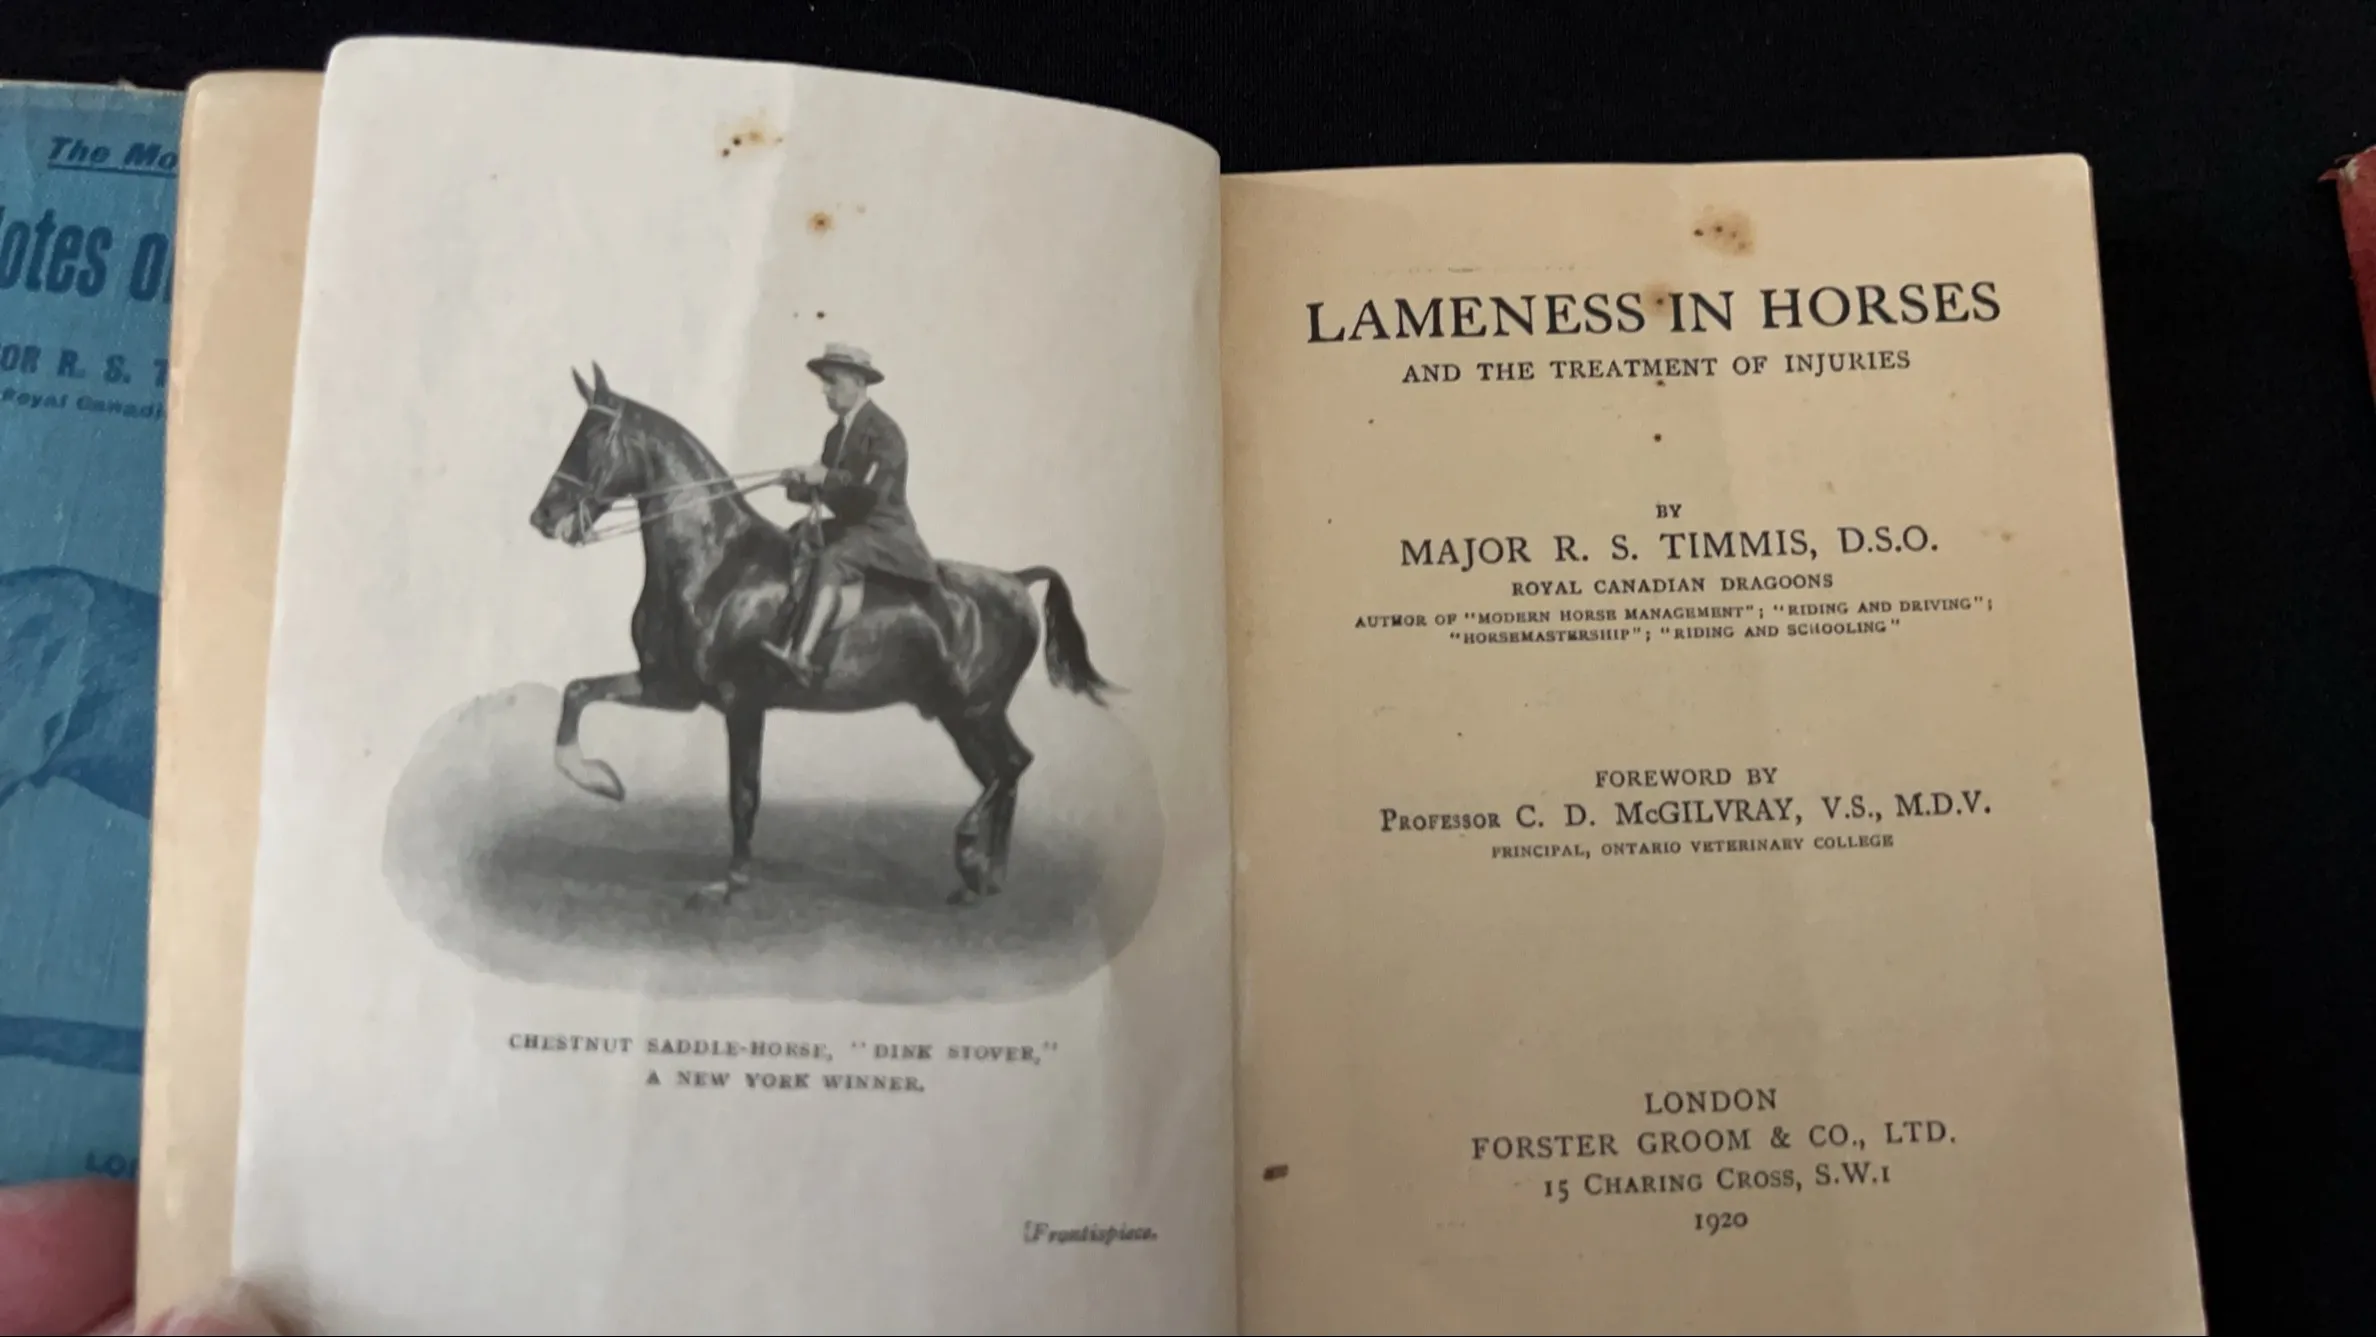 The Mo
otes o
OR R. S. T
Royal Canadi
LO
CHESTNUT SADDLE-HORSE, "DINK STOVER,"
A NEW YORK WINNER.
[Frontispiece.
LAMENESS IN HORSES
AND THE TREATMENT OF INJURIES
BY
MAJOR R. S. TIMMIS, D.S.O.
ROYAL CANADIAN DRAGOONS
AUTHOR OF "MODERN HORSE MANAGEMENT"; "RIDING AND DRIVING";
"HORSEMASTERSHIP"; "RIDING AND SCHOOLING"
FOREWORD BY
PROFESSOR C. D. McGILVRAY, V.S., M.D.V.
PRINCIPAL, ONTARIO VETERINARY COLLEGE
LONDON
FORSTER GROOM & CO., LTD.
15 CHARING CROSS, S.W.1
1920